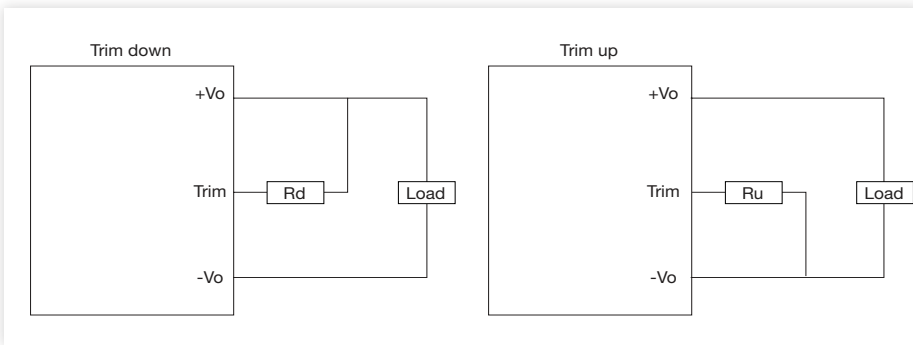 Trim down
+Vo
Trim
Rd
Load
-Vo
Trim up
+Vo
Trim
Ru
Load
-Vo